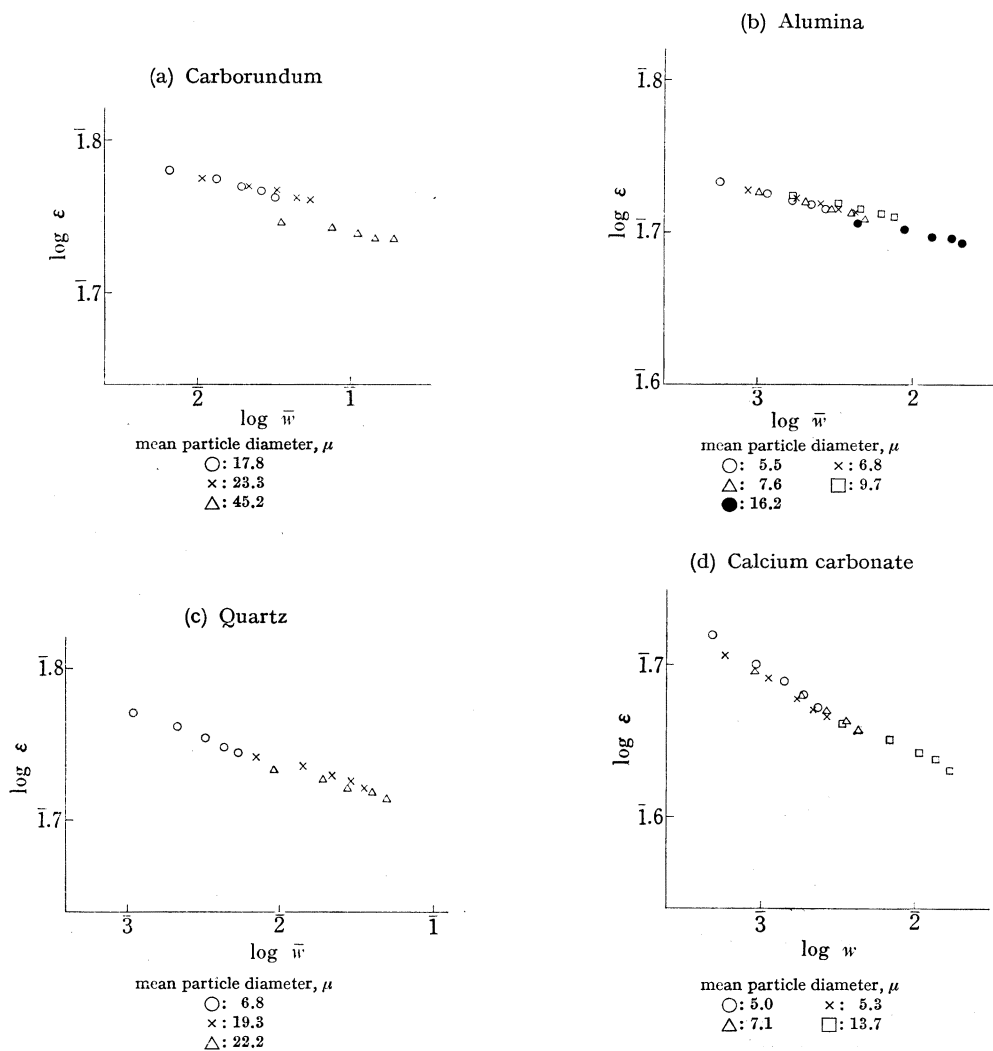 (a) Carborundum
1̄.8
1̄.7
log ε
2̄ 1̄
log w̄
mean particle diameter, μ
○: 17.8
×: 23.3
△: 45.2
(b) Alumina
1̄.8
1̄.7
1̄.6
log ε
3̄ 2
log w̄
mean particle diameter, μ
○: 5.5 ×: 6.8
△: 7.6 □: 9.7
●: 16.2
(c) Quartz
1̄.8
1̄.7
log ε
3̄ 2̄ 1̄
log w̄
mean particle diameter, μ
○: 6.8
×: 19.3
△: 22.2
(d) Calcium carbonate
1̄.7
1̄.6
log ε
3̄ 2̄
log w
mean particle diameter, μ
○: 5.0 ×: 5.3
△: 7.1 □: 13.7